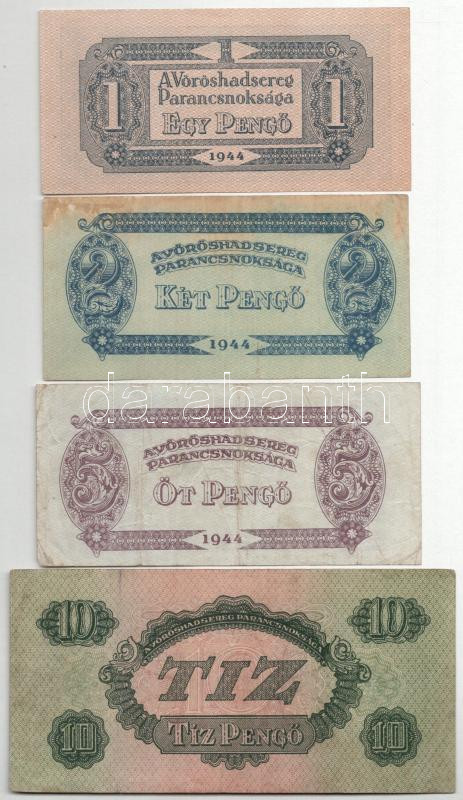 1
A Vöröshadsereg
Parancsnoksága
1 Egy Pengő 1
1944
A VÖRÖSHADSEREG
PARANCSNOKSÁGA
2 KÉT PENGŐ 2
1944
darabanth
A VÖRÖSHADSEREG
PARANCSNOKSÁGA
5 ÖT PENGŐ 5
1944
10 10
A VÖRÖSHADSEREG PARANCSNOKSÁGA
TIZ
TÍZ PENGŐ
10 10